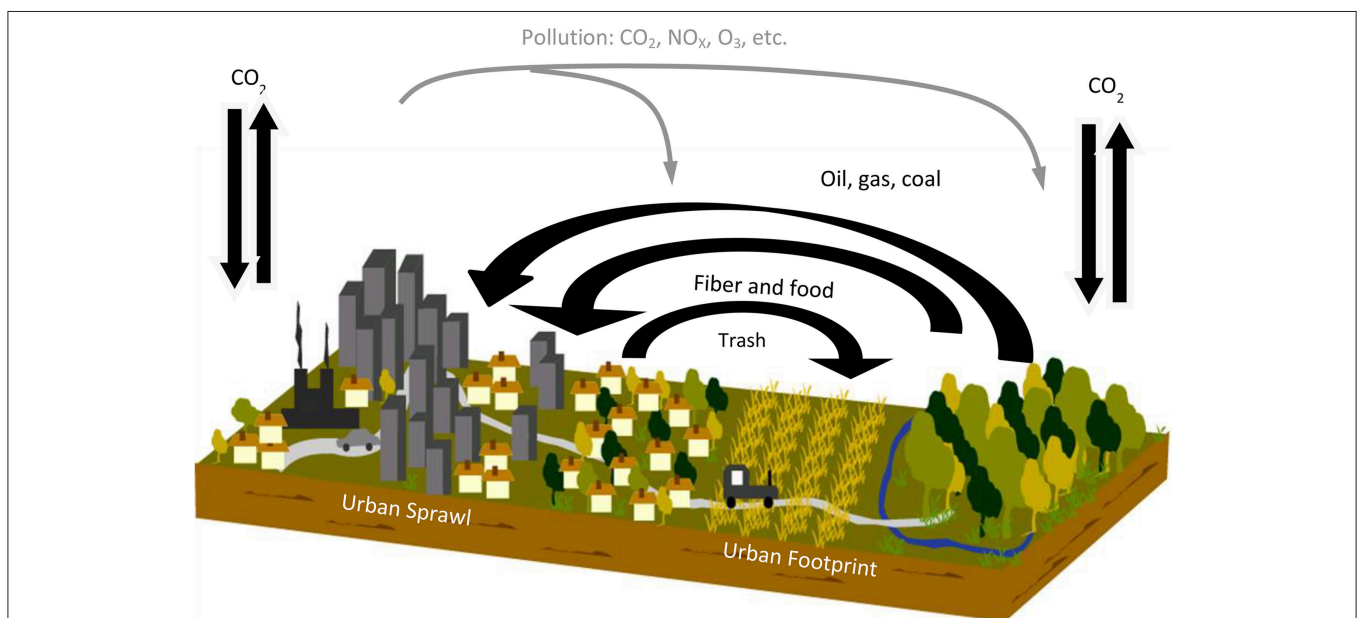 Pollution: CO₂, NOₓ, O₃, etc.
CO₂
CO₂
Oil, gas, coal
Fiber and food
Trash
Urban Sprawl
Urban Footprint